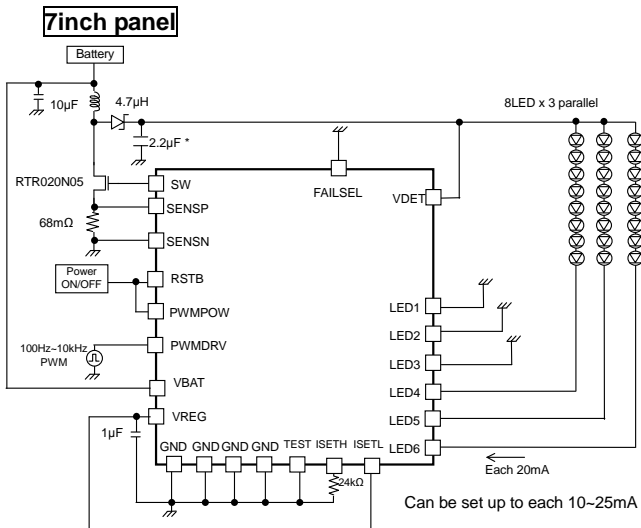 7inch panel
Battery
10µF
4.7µH
2.2µF *
8LED x 3 parallel
RTR020N05
68mΩ
SW
SENSP
SENSN
FAILSEL
VDET
Power
ON/OFF
RSTB
PWMPOW
100Hz~10kHz
PWM
PWMDRV
VBAT
VREG
1µF
LED1
LED2
LED3
LED4
LED5
LED6
GND GND GND GND TEST ISETH ISETL
24kΩ
Each 20mA
Can be set up to each 10~25mA